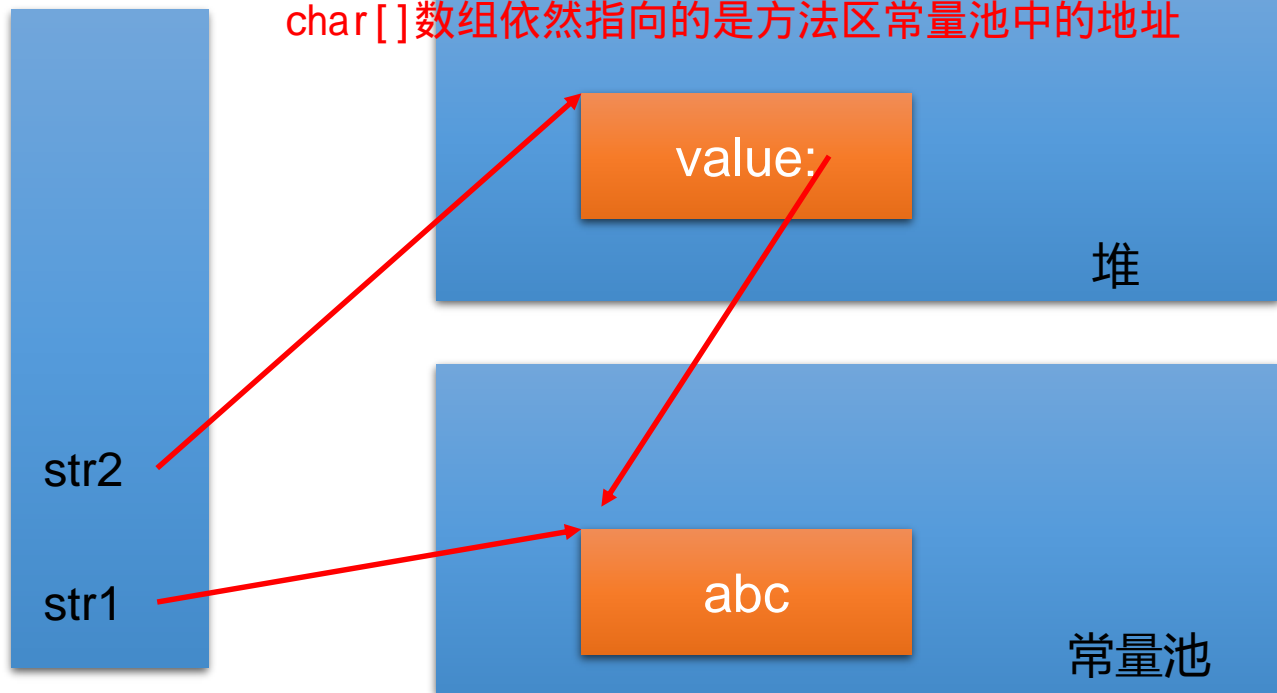 char[]数组依然指向的是方法区常量池中的地址
value:
堆
str2
str1
abc
常量池